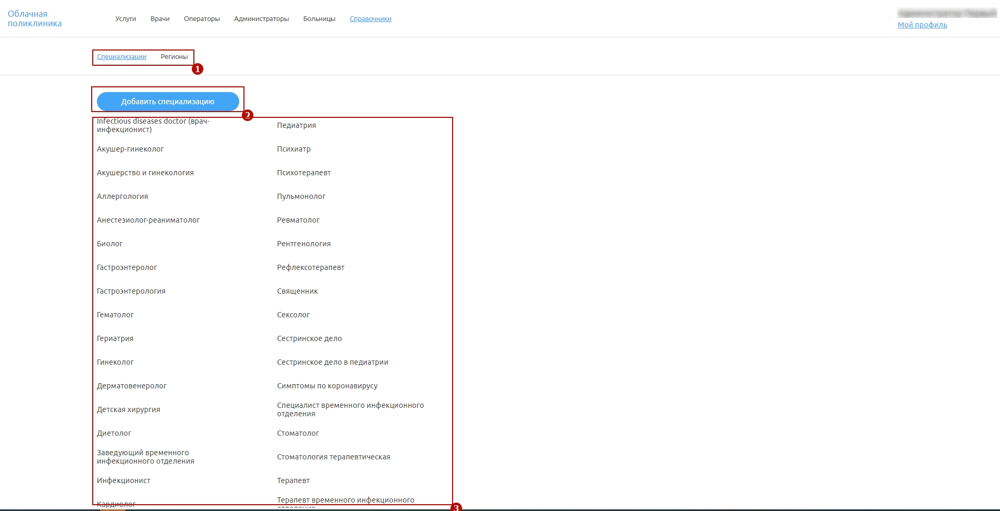 Облачная
поликлиника
Услуги
Врачи
Операторы
Администраторы
Больницы
Справочники
Мой профиль
Специализации
Регионы
1
Добавить специализацию
2
Infectious diseases doctor (врач-
инфекционист)
Педиатрия
Акушер-гинеколог
Психиатр
Акушерство и гинекология
Психотерапевт
Аллергология
Пульмонолог
Анестезиолог-реаниматолог
Ревматолог
Биолог
Рентгенология
Гастроэнтеролог
Рефлексотерапевт
Гастроэнтерология
Священник
Гематолог
Сексолог
Гериатрия
Сестринское дело
Гинеколог
Сестринское дело в педиатрии
Дерматовенеролог
Симптомы по коронавирусу
Детская хирургия
Специалист временного инфекционного
отделения
Диетолог
Стоматолог
Заведующий временного
инфекционного отделения
Стоматология терапевтическая
Инфекционист
Терапевт
Кардиолог
Терапевт временного инфекционного
отделения
3